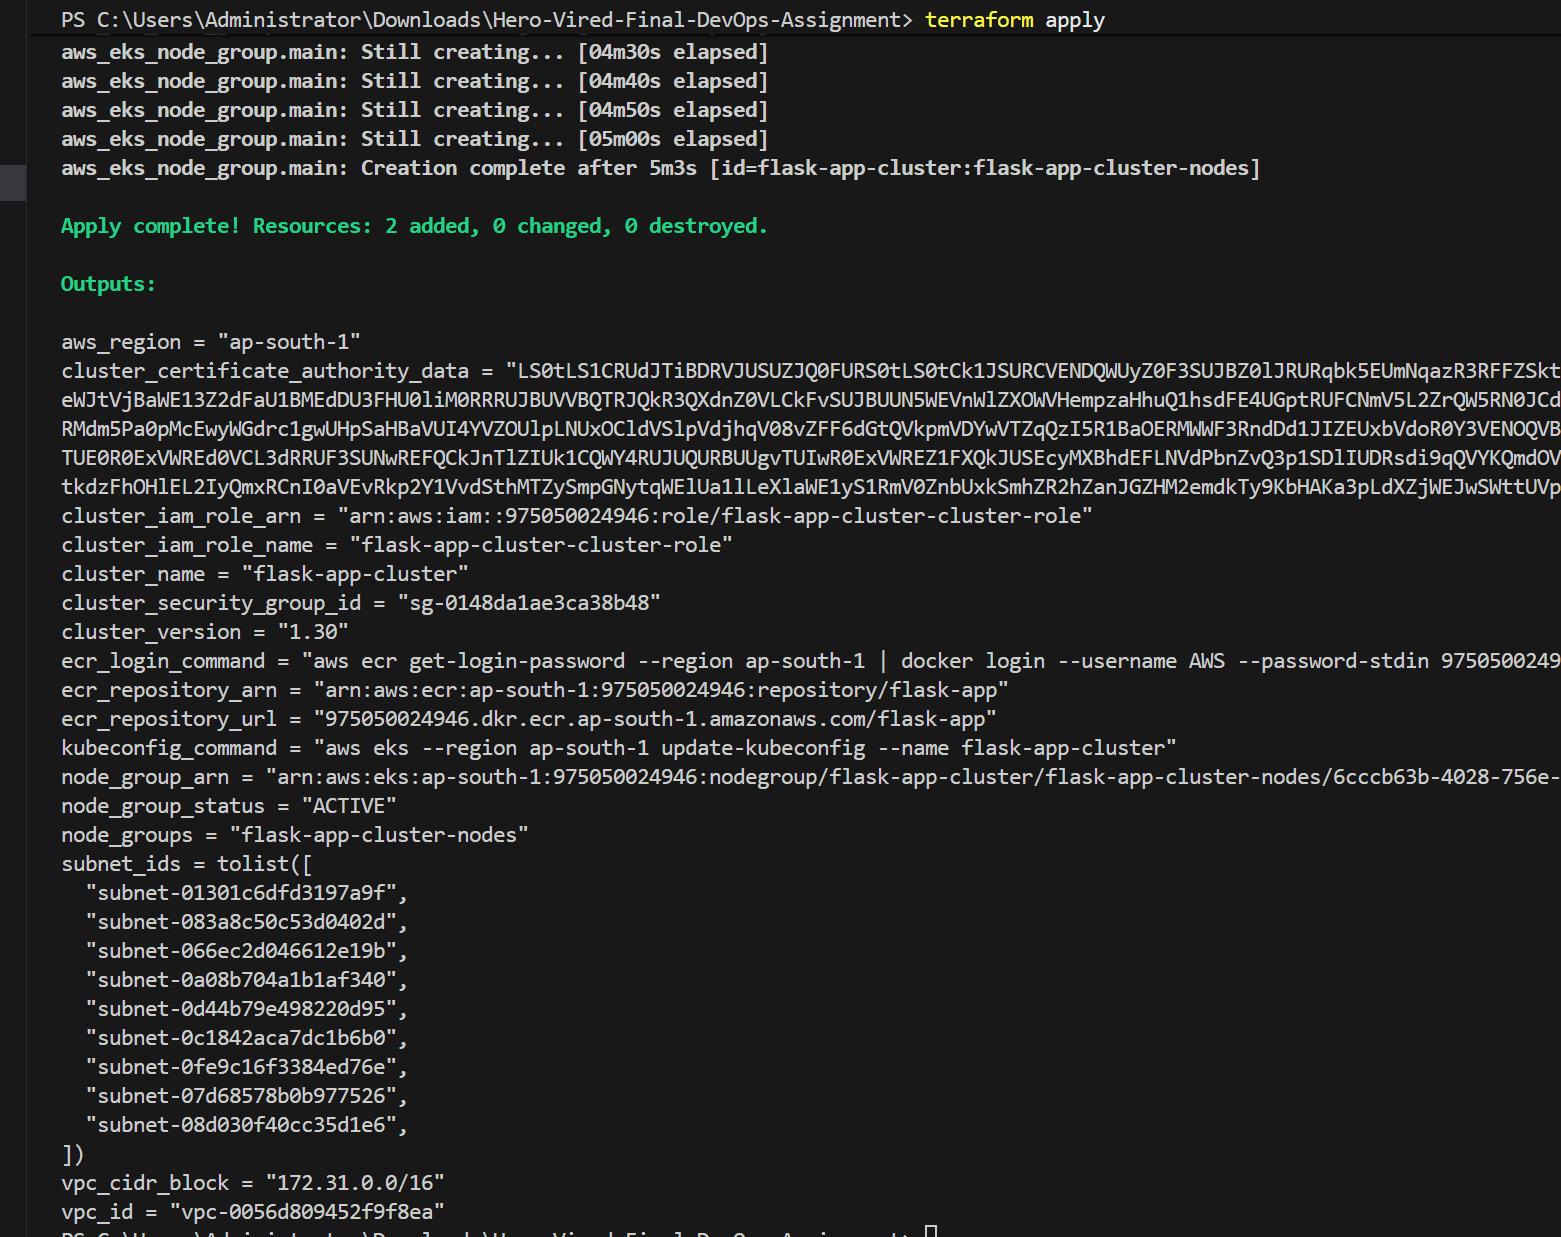 PS C:\Users\Administrator\Downloads\Hero-Vired-Final-DevOps-Assignment> terraform apply
aws_eks_node_group.main: Still creating... [04m30s elapsed]
aws_eks_node_group.main: Still creating... [04m40s elapsed]
aws_eks_node_group.main: Still creating... [04m50s elapsed]
aws_eks_node_group.main: Still creating... [05m00s elapsed]
aws_eks_node_group.main: Creation complete after 5m3s [id=flask-app-cluster:flask-app-cluster-nodes]
Apply complete! Resources: 2 added, 0 changed, 0 destroyed.
Outputs:
aws_region = "ap-south-1"
cluster_certificate_authority_data =
cluster_iam_role_arn = "arn:aws:iam::975050024946:role/flask-app-cluster-cluster-role"
cluster_iam_role_name = "flask-app-cluster-cluster-role"
cluster_name = "flask-app-cluster"
cluster_security_group_id = "sg-0148da1ae3ca38b48"
cluster_version = "1.30"
ecr_login_command = "aws ecr get-login-password --region ap-south-1 | docker login --username AWS --password-stdin 9750500249
ecr_repository_arn = "arn:aws:ecr:ap-south-1:975050024946:repository/flask-app"
ecr_repository_url = "975050024946.dkr.ecr.ap-south-1.amazonaws.com/flask-app"
kubeconfig_command = "aws eks --region ap-south-1 update-kubeconfig --name flask-app-cluster"
node_group_arn = "arn:aws:eks:ap-south-1:975050024946:nodegroup/flask-app-cluster/flask-app-cluster-nodes/6cccb63b-4028-756e-
node_group_status = "ACTIVE"
node_groups = "flask-app-cluster-nodes"
subnet_ids = tolist([
"subnet-01301c6dfd3197a9f",
"subnet-083a8c50c53d0402d",
"subnet-066ec2d046612e19b",
"subnet-0a08b704a1b1af340",
"subnet-0d44b79e498220d95",
"subnet-0c1842aca7dc1b6b0",
"subnet-0fe9c16f3384ed76e",
"subnet-07d68578b0b977526",
"subnet-08d030f40cc35d1e6",
])
vpc_cidr_block = "172.31.0.0/16"
vpc_id = "vpc-0056d809452f9f8ea"